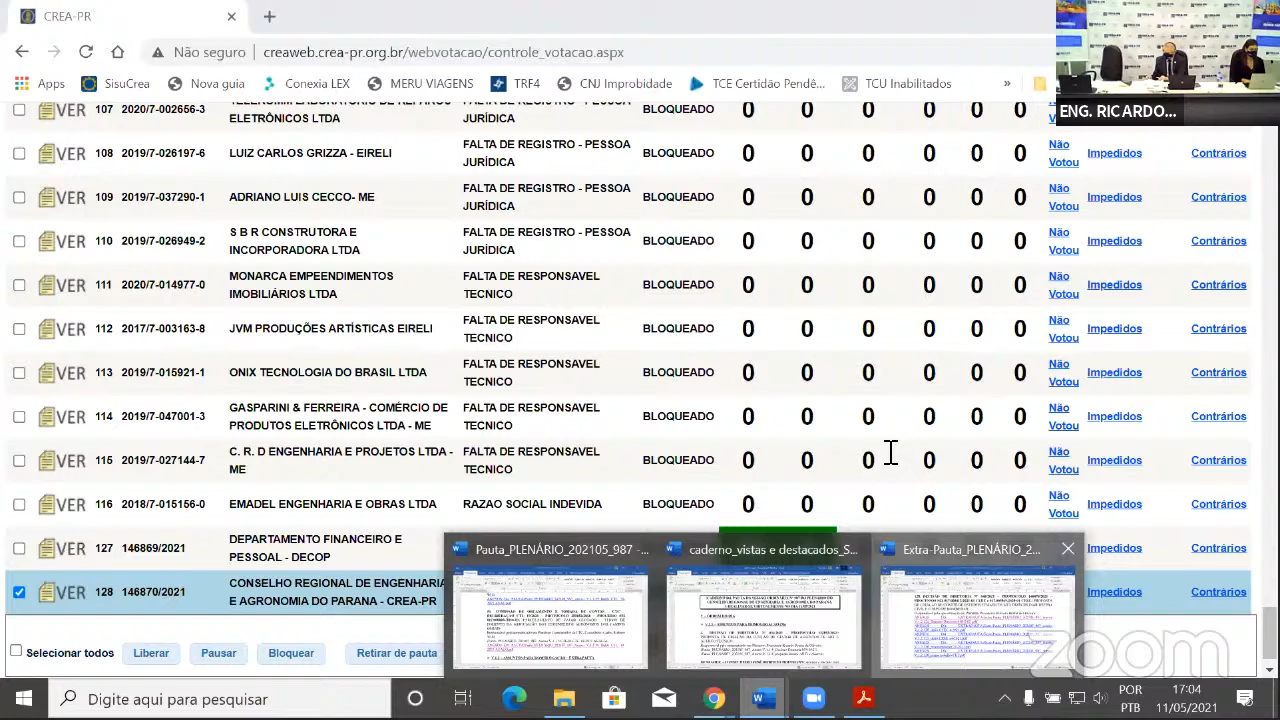 CREA-PR
Não seguro
Apps
SisuCrea
Nova guia
Conexia LEX
CNJ Improbidade
TCE Certidão Pendê...
TCU Inabilitados
»
ENG. RICARDO...
107 2020/7-002656-3
ELETRÔNICOS LTDA
FALTA DE REGISTRO - PESSOA
JURÍDICA
BLOQUEADO 0 0 0 0 0 0
VER 108 2019/7-026197-6 LUIZ CARLOS GRIZZA - EIRELI
FALTA DE REGISTRO - PESSOA
JURÍDICA
BLOQUEADO 0 0 0 0 0 0
Não
Votou
Impedidos Contrários
VER 109 2019/7-037290-1 ADRIANO LUIS CECCO- ME
FALTA DE REGISTRO - PESSOA
JURÍDICA
BLOQUEADO 0 0 0 0 0 0
Não
Votou
Impedidos Contrários
VER 110 2019/7-026949-2
S B R CONSTRUTORA E
INCORPORADORA LTDA
FALTA DE REGISTRO - PESSOA
JURÍDICA
BLOQUEADO 0 0 0 0 0 0
Não
Votou
Impedidos Contrários
VER 111 2020/7-014977-0
MONARCA EMPEENDIMENTOS
IMOBILIÁRIOS LTDA
FALTA DE RESPONSAVEL
TECNICO
BLOQUEADO 0 0 0 0 0 0
Não
Votou
Impedidos Contrários
VER 112 2017/7-003163-8 JVM PRODUÇÕES ARTÍSTICAS EIRELI
FALTA DE RESPONSAVEL
TECNICO
BLOQUEADO 0 0 0 0 0 0
Não
Votou
Impedidos Contrários
VER 113 2019/7-015921-1 ONIX TECNOLOGIA DO BRASIL LTDA
FALTA DE RESPONSAVEL
TECNICO
BLOQUEADO 0 0 0 0 0 0
Não
Votou
Impedidos Contrários
VER 114 2019/7-047001-3
GASPARINI & FERREIRA - COMÉRCIO DE
PRODUTOS ELETRÔNICOS LTDA - ME
FALTA DE RESPONSAVEL
TECNICO
BLOQUEADO 0 0 0 0 0 0
Não
Votou
Impedidos Contrários
VER 115 2019/7-027144-7
C. R. D ENGENHARIA E PROJETOS LTDA -
ME
FALTA DE RESPONSAVEL
TECNICO
BLOQUEADO 0 0 0 0 0 0
Não
Votou
Impedidos Contrários
VER 116 2018/7-015156-0 EMADEL ENGENHARIA E OBRAS LTDA RAZAO SOCIAL INDEVIDA BLOQUEADO 0 0 0 0 0 0
Não
Votou
Impedidos Contrários
VER 127 146869/2021
DEPARTAMENTO FINANCEIRO E
PESSOAL - DECOP
Impedidos Contrários
VER 128 146870/2021
CONSELHO REGIONAL DE ENGENHARIA
E AGRONOMIA DO PARANA - CREA-PR
Impedidos Contrários
Pauta_PLENÁRIO_202105_987 -...
caderno_vistas e destacados_S...
Extra-Pauta_PLENÁRIO_2...
Selecionar todos Liberar Retirar de pauta
zoom
Digite aqui para pesquisar
POR
PTB
17:04
11/05/2021